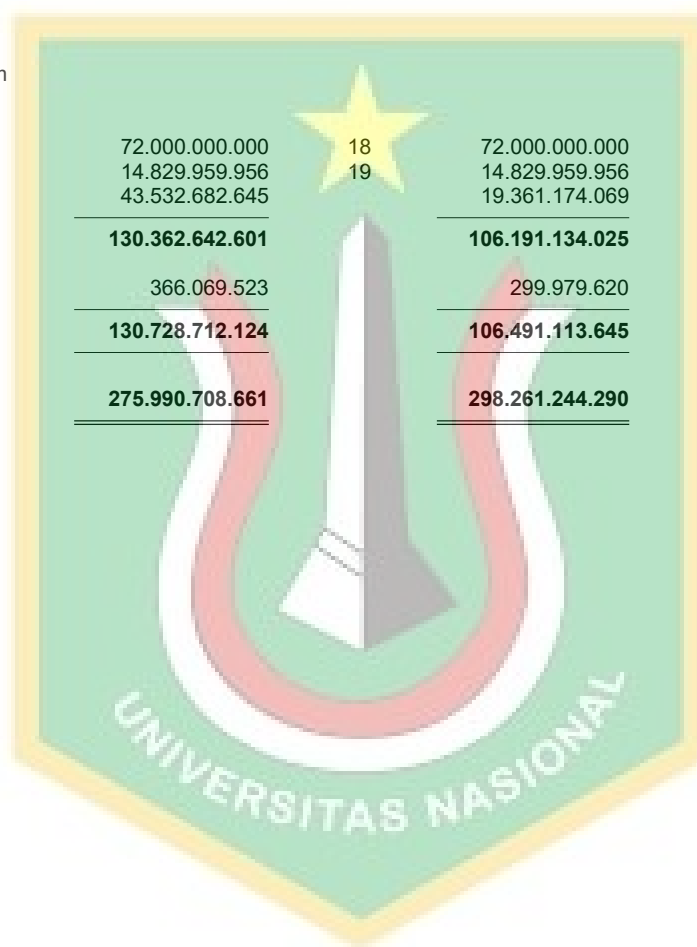 72.000.000.000 18 72.000.000.000
14.829.959.956 19 14.829.959.956
43.532.682.645 19.361.174.069
130.362.642.601 106.191.134.025
366.069.523 299.979.620
130.728.712.124 106.491.113.645
275.990.708.661 298.261.244.290
UNIVERSITAS NASIONAL